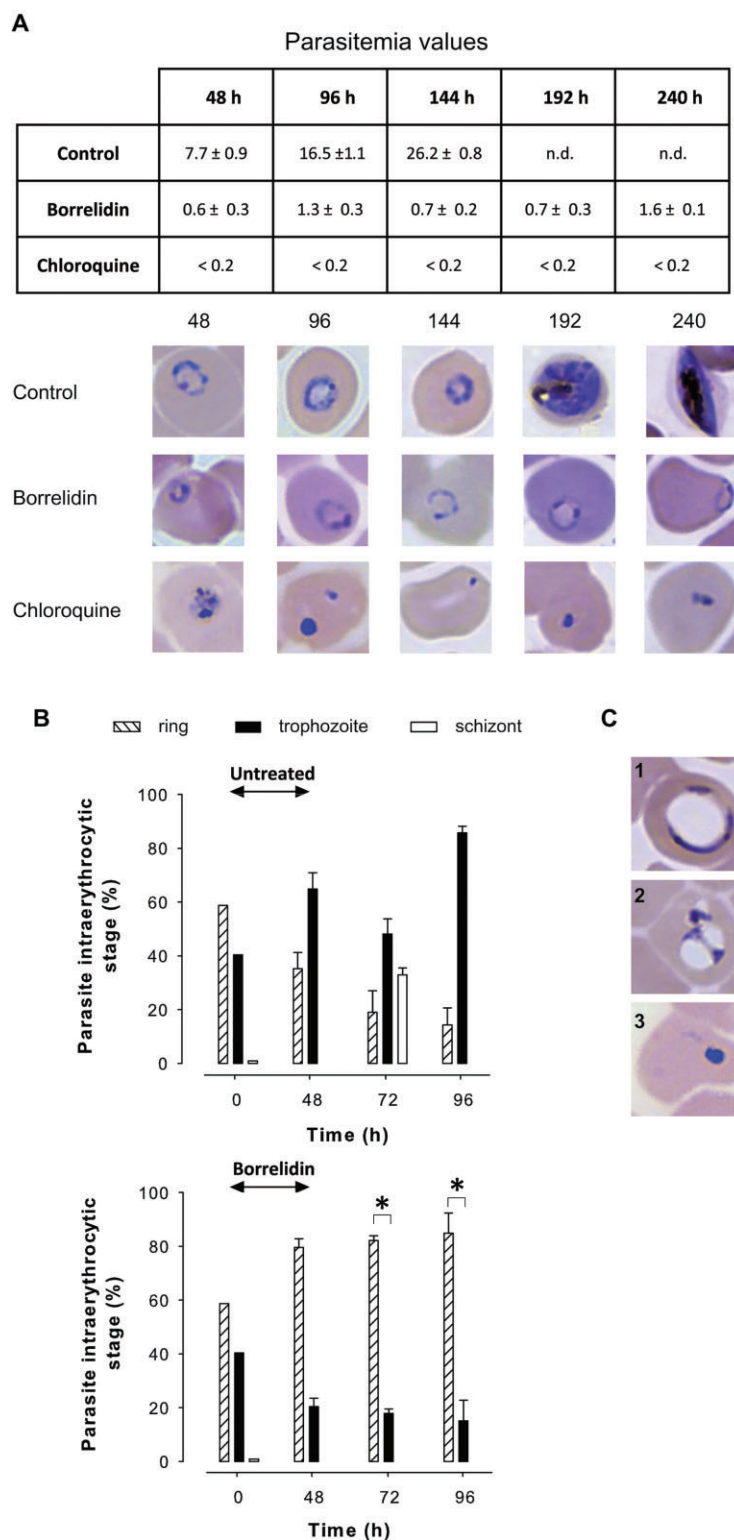 A
Parasitemia values
48 h 96 h 144 h 192 h 240 h
Control 7.7 ± 0.9 16.5 ±1.1 26.2 ± 0.8 n.d. n.d.
Borrelidin 0.6 ± 0.3 1.3 ± 0.3 0.7 ± 0.2 0.7 ± 0.3 1.6 ± 0.1
Chloroquine < 0.2 < 0.2 < 0.2 < 0.2 < 0.2
48 96 144 192 240
Control
Borrelidin
Chloroquine
B
ring trophozoite schizont
Untreated
Parasite intraerythrocytic
stage (%)
100
80
60
40
20
0
0 48 72 96
Time (h)
Borrelidin
* *
Parasite intraerythrocytic
stage (%)
100
80
60
40
20
0
0 48 72 96
Time (h)
C
1
2
3